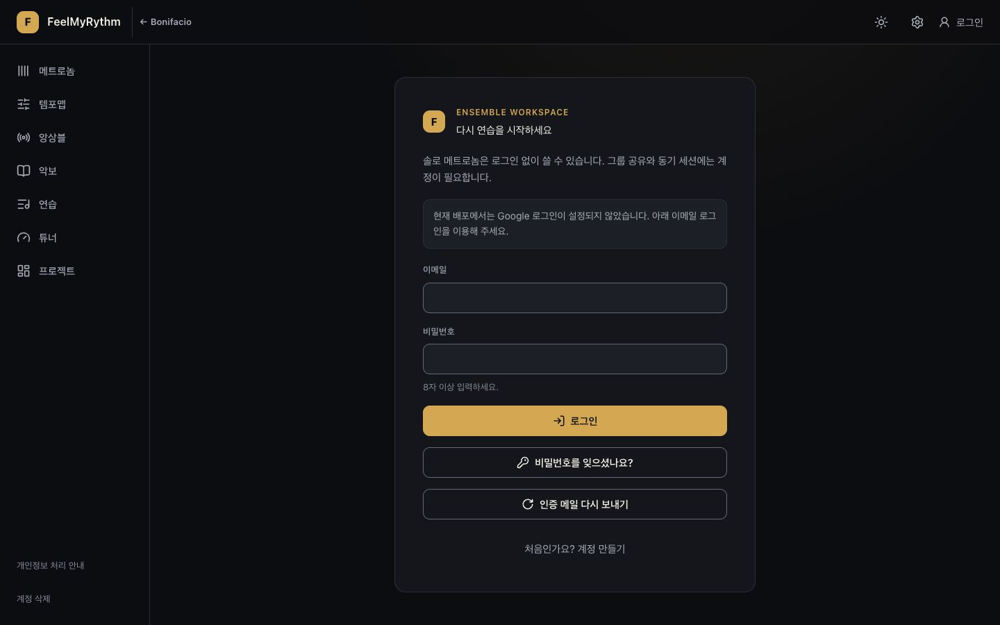 F FeelMyRythm
← Bonifacio
로그인
메트로놈
템포맵
앙상블
악보
연습
튜너
프로젝트
개인정보 처리 안내
계정 삭제
F
ENSEMBLE WORKSPACE
다시 연습을 시작하세요
솔로 메트로놈은 로그인 없이 쓸 수 있습니다. 그룹 공유와 동기 세션에는 계
정이 필요합니다.
현재 배포에서는 Google 로그인이 설정되지 않았습니다. 아래 이메일 로그
인을 이용해 주세요.
이메일
비밀번호
8자 이상 입력하세요.
로그인
비밀번호를 잊으셨나요?
인증 메일 다시 보내기
처음인가요? 계정 만들기